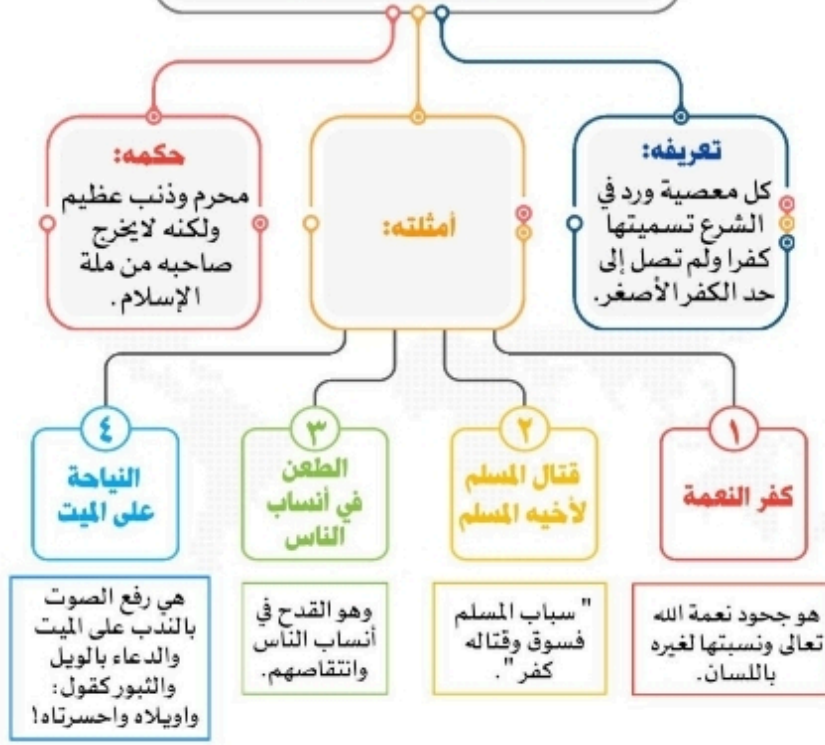 تعريفه:
كل معصية ورد في
الشرع تسميتها
كفرا ولم تصل إلى
حد الكفر الأصغر.
أمثلته:
حكمه:
محرم وذنب عظيم
ولكنه لايخرج
صاحبه من ملة
الإسلام.
١
كفر النعمة
هو جحود نعمة الله
تعالى ونسبتها لغيره
باللسان.
٢
قتال المسلم
لأخيه المسلم
" سباب المسلم
فسوق وقتاله
كفر ".
٣
الطعن
في أنساب
الناس
وهو القدح في
أنساب الناس
وانتقاصهم.
٤
النياحة
على الميت
هي رفع الصوت
بالندب على الميت
والدعاء بالويل
والثبور كقول:
واويلاه واحسرتاه!